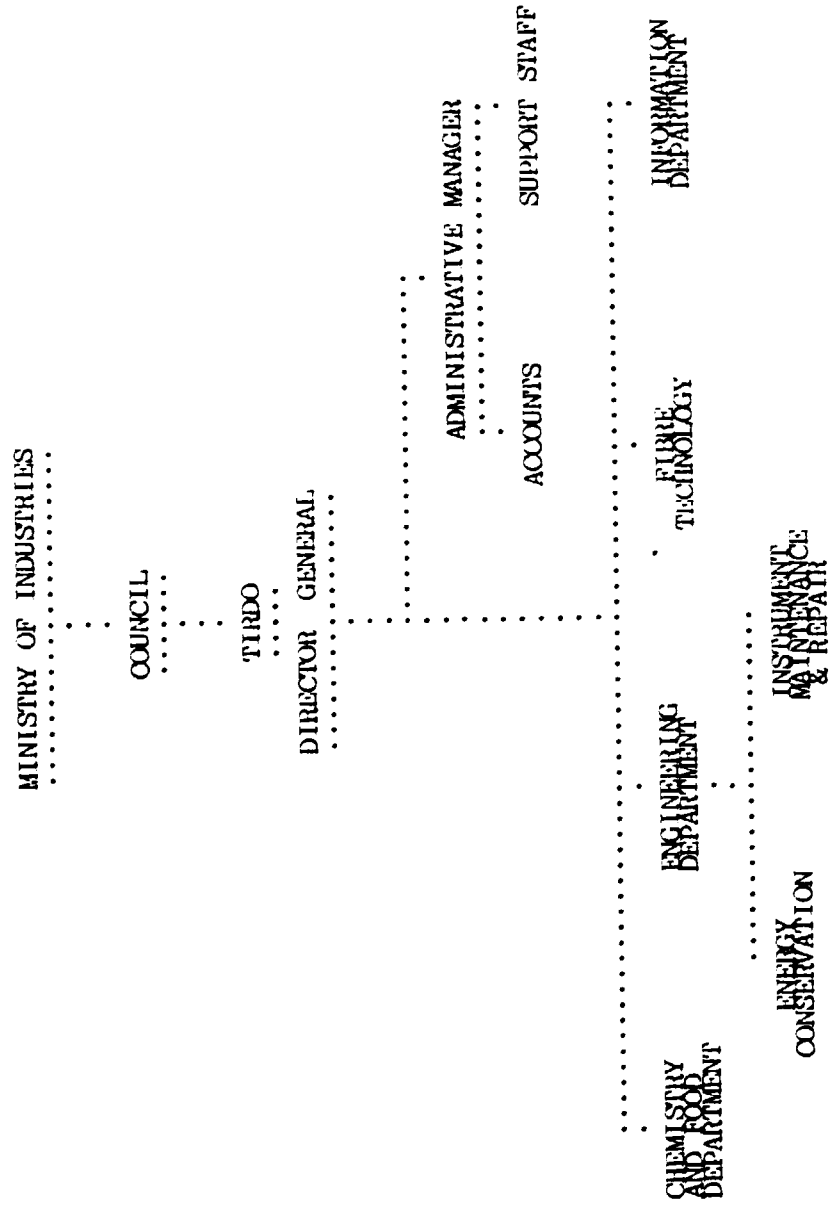 MINISTRY OF INDUSTRIES
COUNCIL
TIRDO
DIRECTOR GENERAL
ADMINISTRATIVE MANAGER
ACCOUNTS
SUPPORT STAFF
CHEMISTRY
AND FOOD
DEPARTMENT
ENGINEERING
DEPARTMENT
FIBRE
TECHNOLOGY
INFORMATION
DEPARTMENT
ENERGY
CONSERVATION
INSTRUMENT
MAINTENANCE
& REPAIR